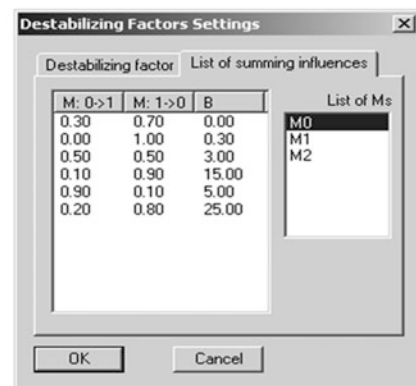 Destabilizing Factors Settings
Destabilizing factor List of summing influences
M: 0->1 M: 1->0 B
0.30 0.70 0.00
0.00 1.00 0.30
0.50 0.50 3.00
0.10 0.90 15.00
0.90 0.10 5.00
0.20 0.80 25.00
List of Ms
M0
M1
M2
OK Cancel